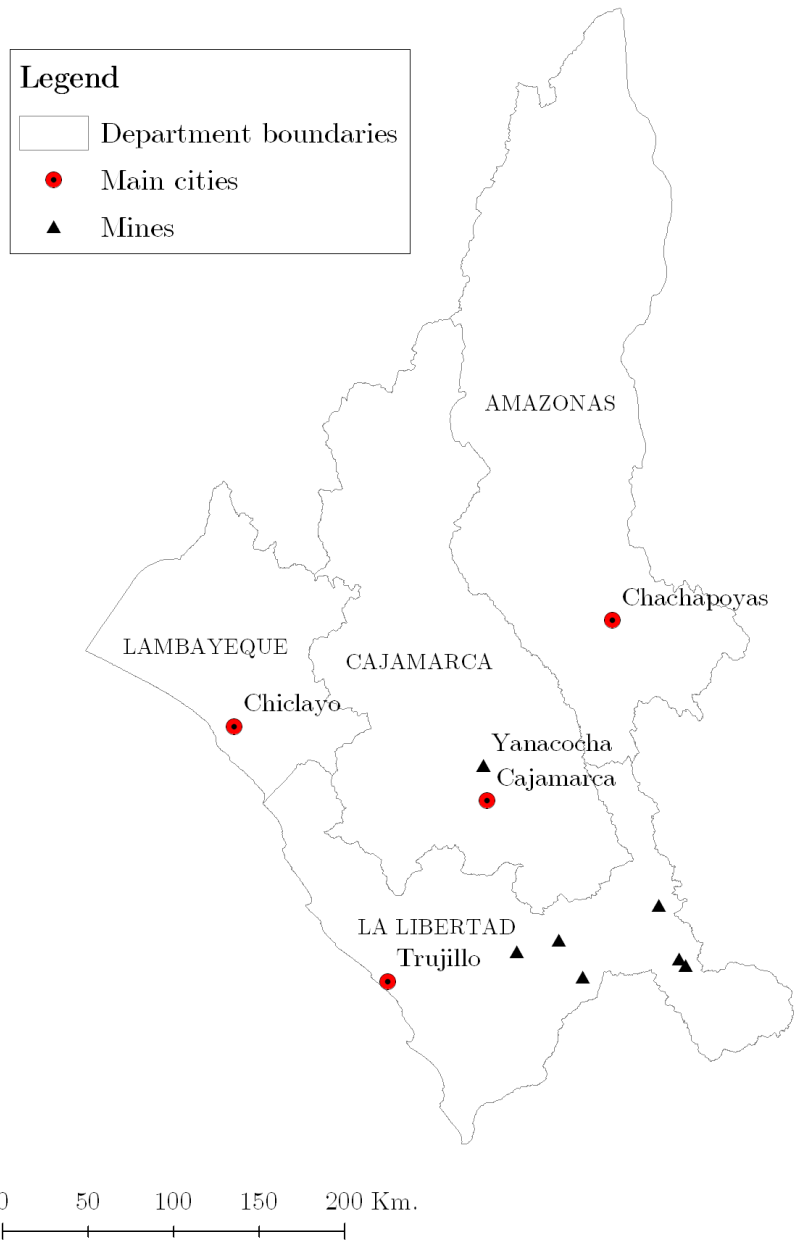 Legend
Department boundaries
Main cities
Mines
AMAZONAS
Chachapoyas
LAMBAYEQUE
CAJAMARCA
Chiclayo
Yanacocha
Cajamarca
LA LIBERTAD
Trujillo
0 50 100 150 200 Km.